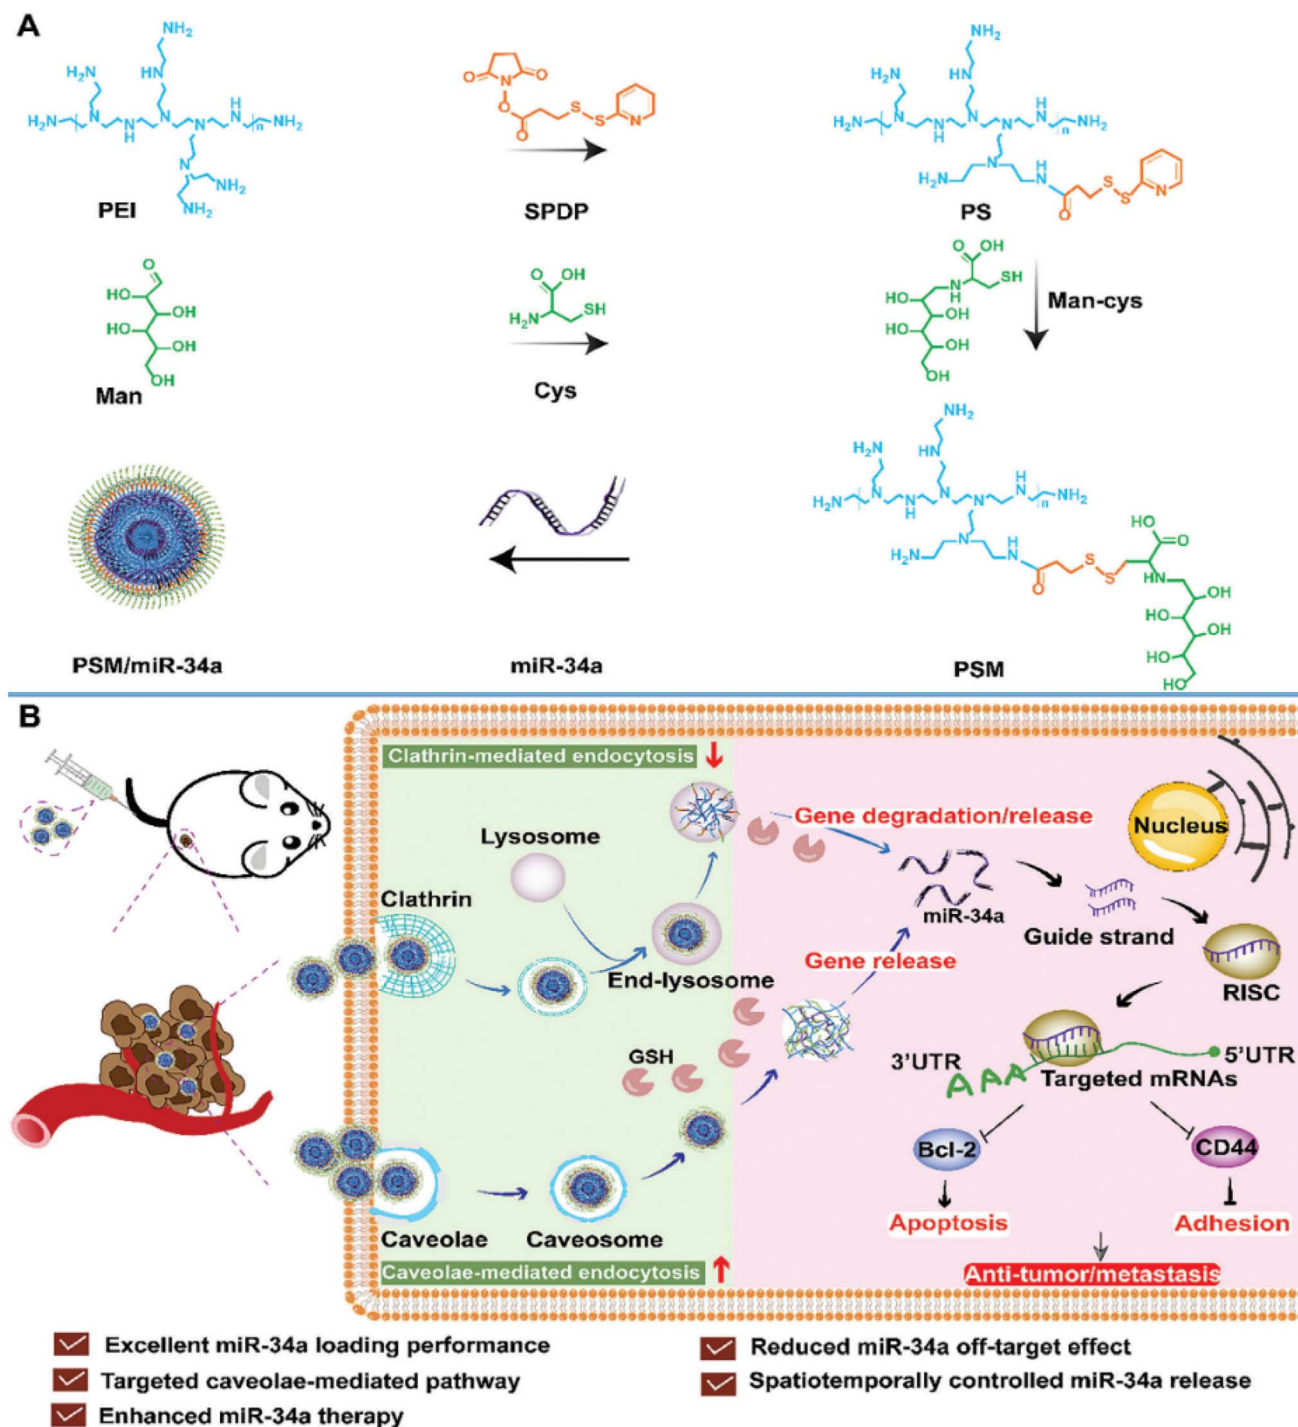 A
PEI
SPDP
PS
Man
Cys
Man-cys
PSM/miR-34a
miR-34a
PSM
B
Clathrin-mediated endocytosis
Lysosome
Clathrin
End-lysosome
GSH
Caveolae
Caveosome
Caveolae-mediated endocytosis
Gene degradation/release
Nucleus
miR-34a
Guide strand
Gene release
RISC
3'UTR
AAA
5'UTR
Targeted mRNAs
Bcl-2
CD44
Apoptosis
Adhesion
Anti-tumor/metastasis
Excellent miR-34a loading performance
Targeted caveolae-mediated pathway
Enhanced miR-34a therapy
Reduced miR-34a off-target effect
Spatiotemporally controlled miR-34a release